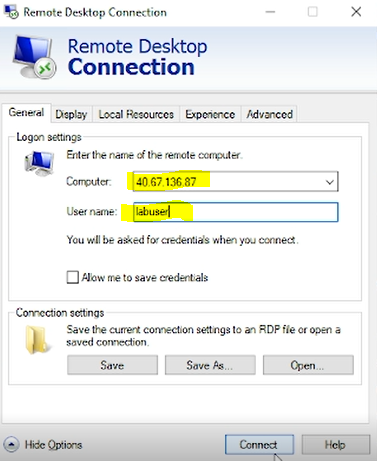 Remote Desktop Connection
Remote Desktop
Connection
General Display Local Resources Experience Advanced
Logon settings
Enter the name of the remote computer.
Computer: 40.67.136.87
User name: labuser
You will be asked for credentials when you connect.
Allow me to save credentials
Connection settings
Save the current connection settings to an RDP file or open a
saved connection.
Save Save As... Open...
Hide Options Connect Help